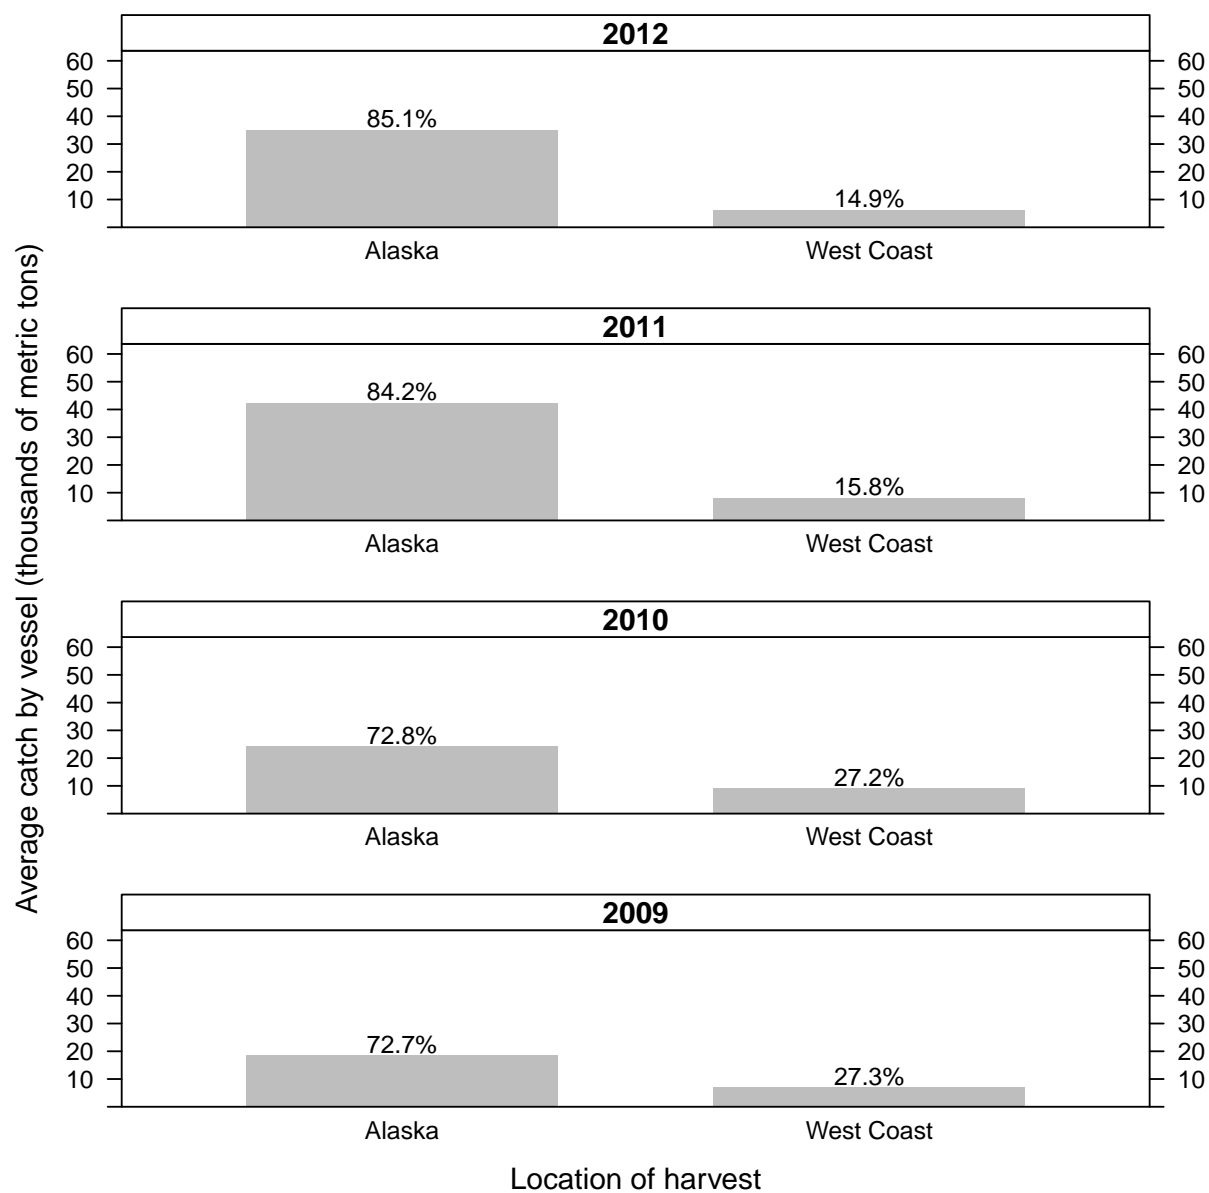 2012
60 60
50 50
40 85.1% 40
30 30
20 20
10 14.9% 10
Alaska West Coast
2011
60 60
50 84.2% 50
40 40
30 30
20 20
10 15.8% 10
Alaska West Coast
2010
60 60
50 50
40 40
30 72.8% 30
20 20
10 27.2% 10
Alaska West Coast
2009
60 60
50 50
40 40
30 30
20 72.7% 20
10 27.3% 10
Alaska West Coast
Average catch by vessel (thousands of metric tons)
Location of harvest